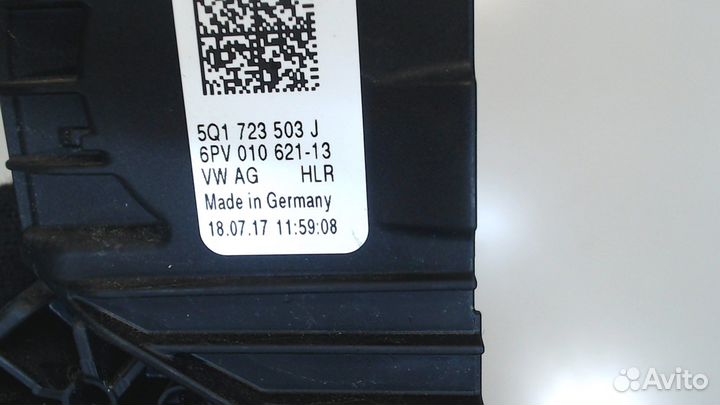 5Q1 723 503 J
6PV 010 621-13
VW AG HLR
Made in Germany
18.07.17 11:59:08
Avito